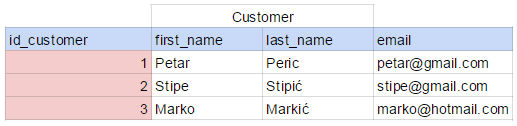 Customer
id_customer first_name last_name email
1 Petar Peric petar@gmail.com
2 Stipe Stipić stipe@gmail.com
3 Marko Markić marko@hotmail.com